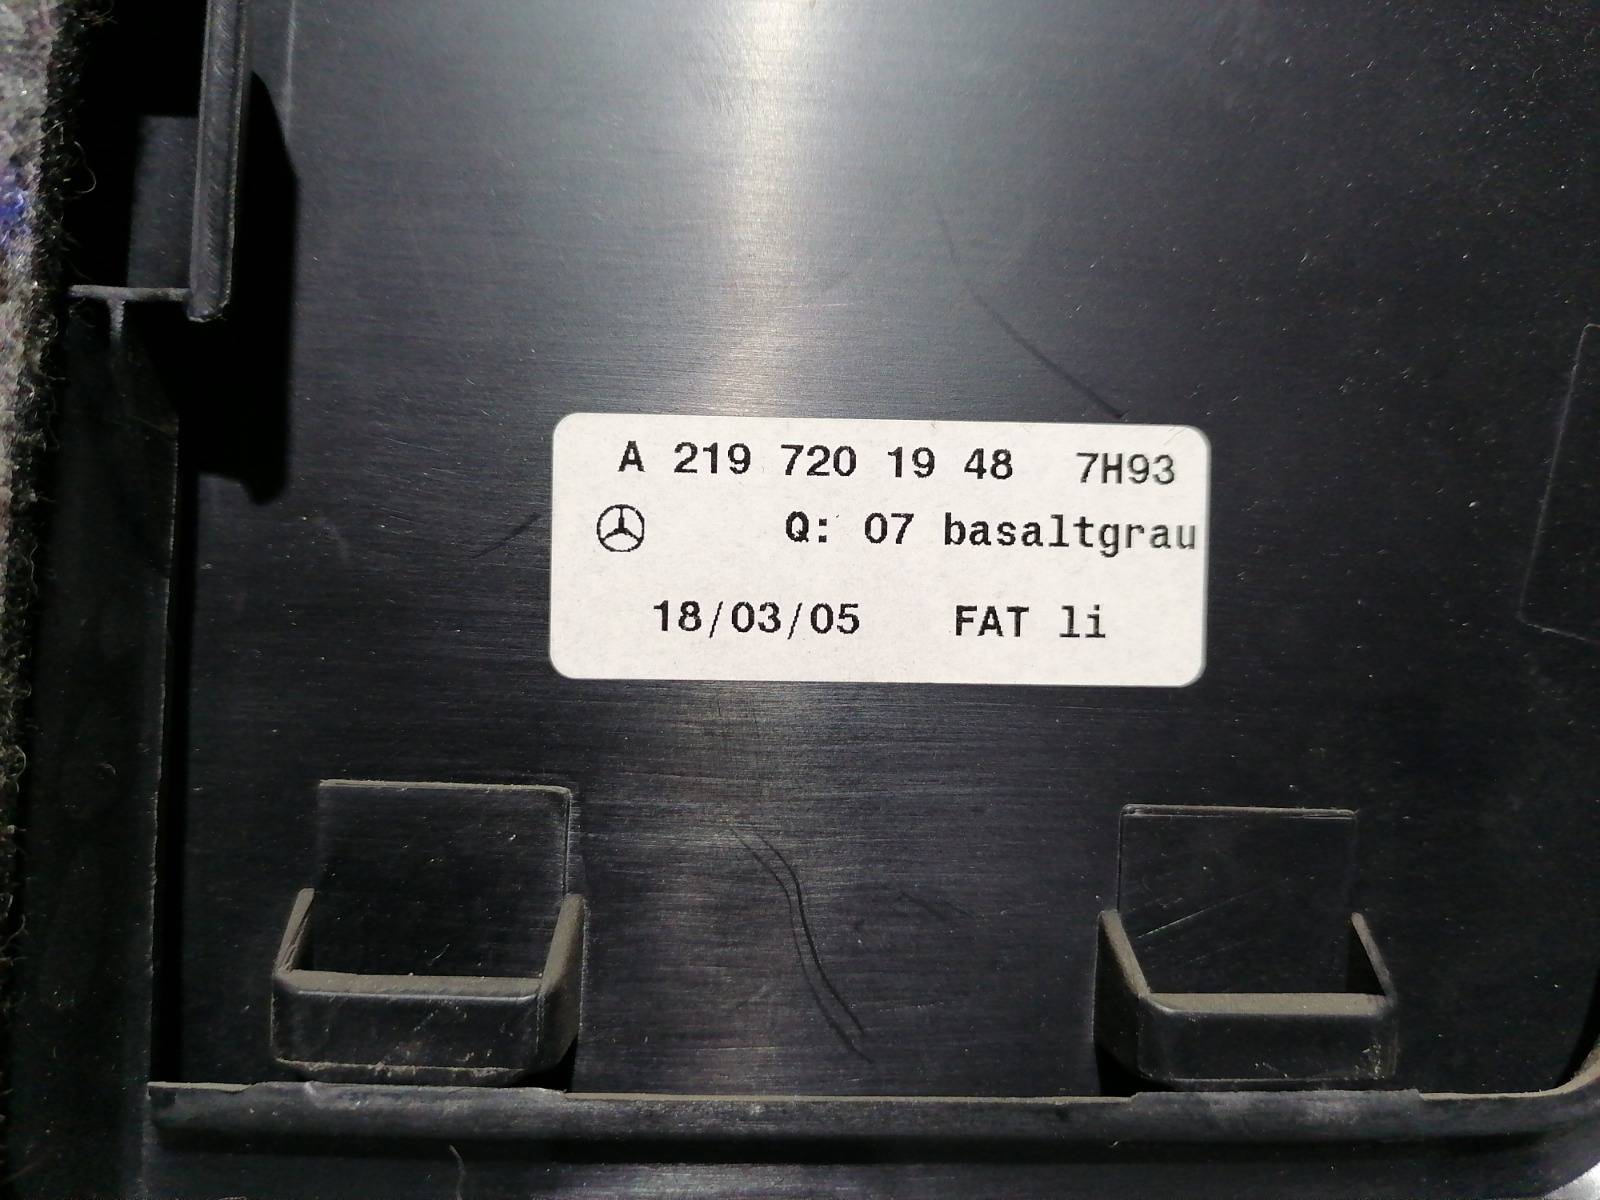 A 219 720 19 48 7H93
Q: 07 basaltgrau
18/03/05 FAT li